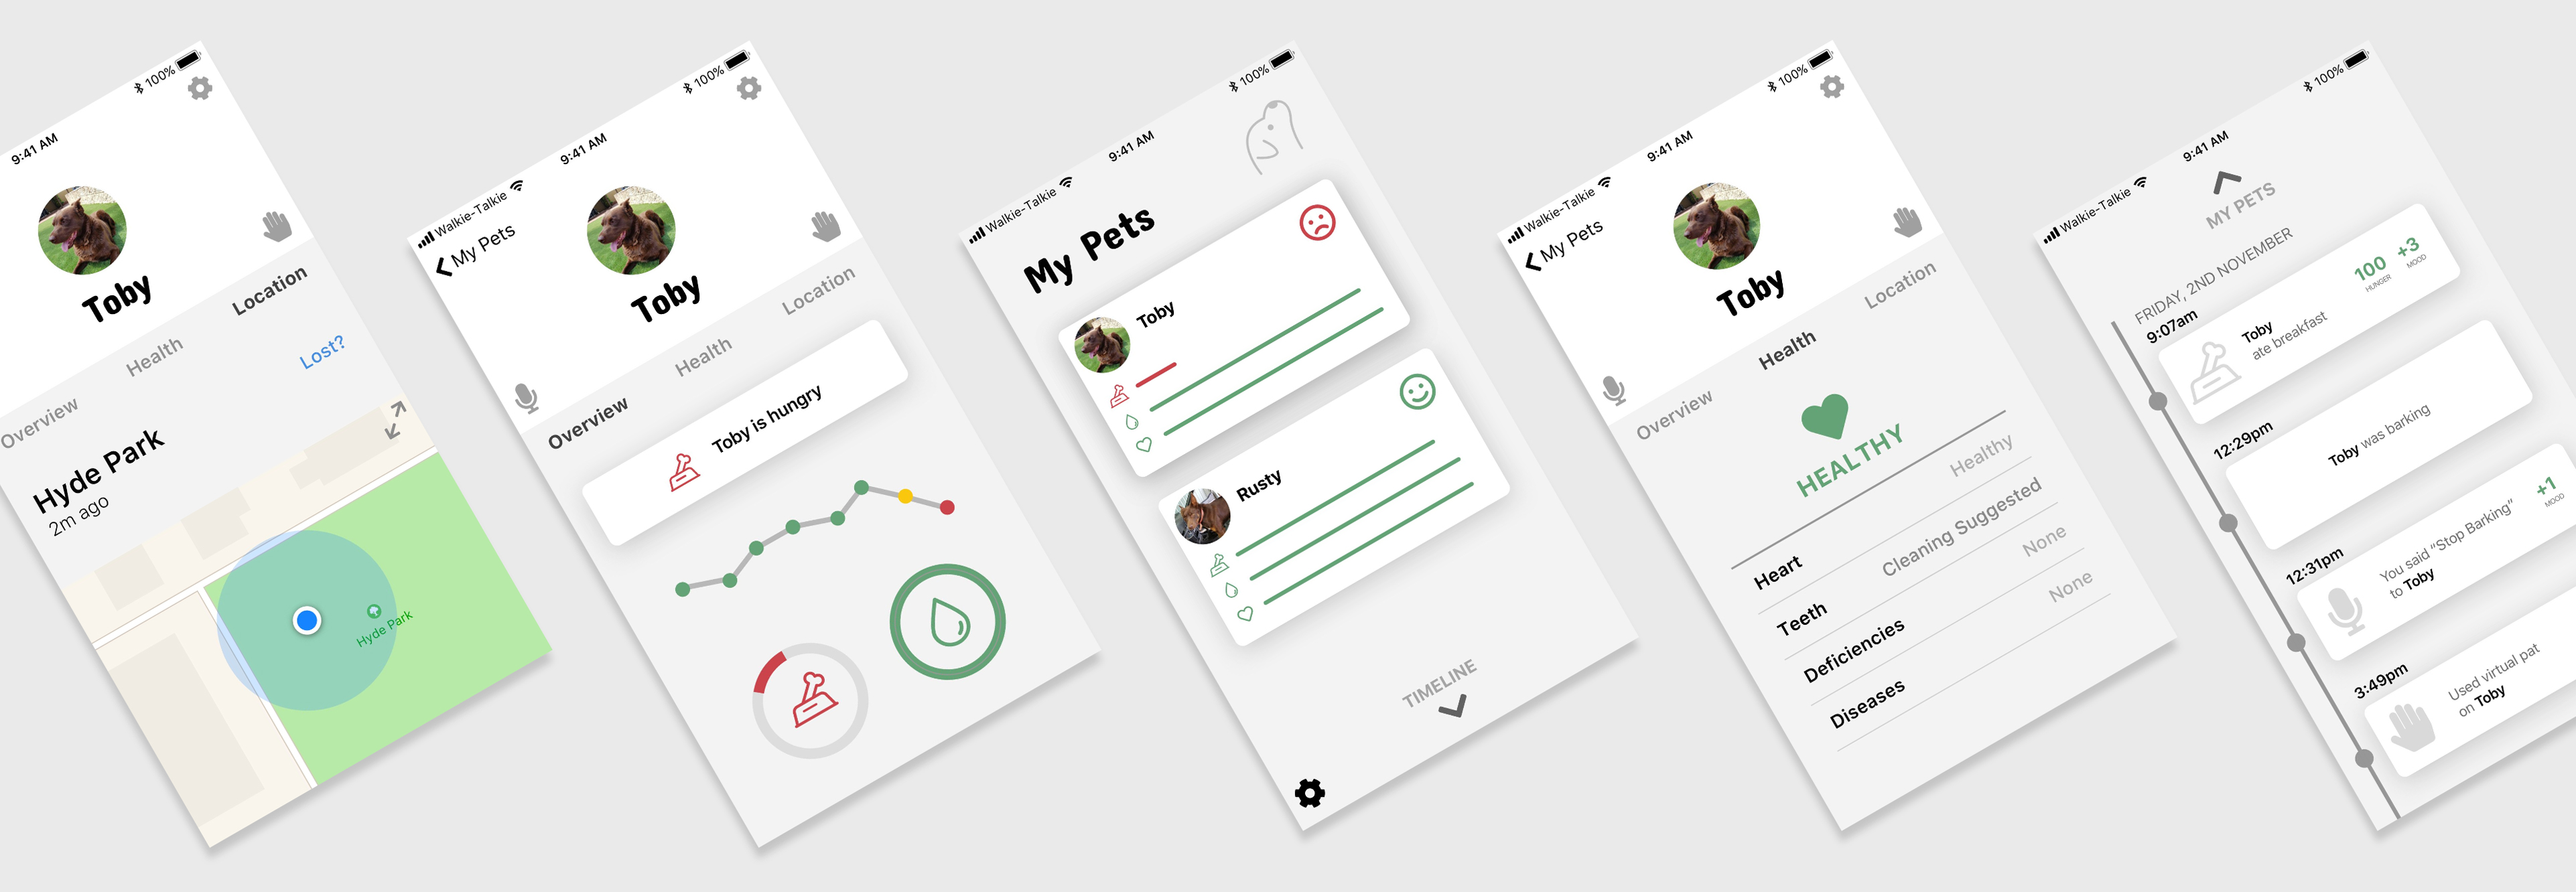 9:41 AM
100%
Toby
Overview
Health
Location
Lost?
Hyde Park
2m ago
Hyde Park
Walkie-Talkie
9:41 AM
100%
My Pets
Toby
Overview
Health
Location
Toby is hungry
Walkie-Talkie
9:41 AM
100%
My Pets
Toby
Rusty
TIMELINE
Walkie-Talkie
9:41 AM
100%
My Pets
Toby
Overview
Health
Location
HEALTHY
Heart
Healthy
Teeth
Cleaning Suggested
Deficiencies
None
Diseases
None
Walkie-Talkie
9:41 AM
100%
MY PETS
FRIDAY, 2ND NOVEMBER
9:07am
Toby
ate breakfast
100
HUNGER
+3
MOOD
12:29pm
Toby was barking
12:31pm
You said “Stop Barking”
to Toby
+1
MOOD
3:49pm
Used virtual pat
on Toby